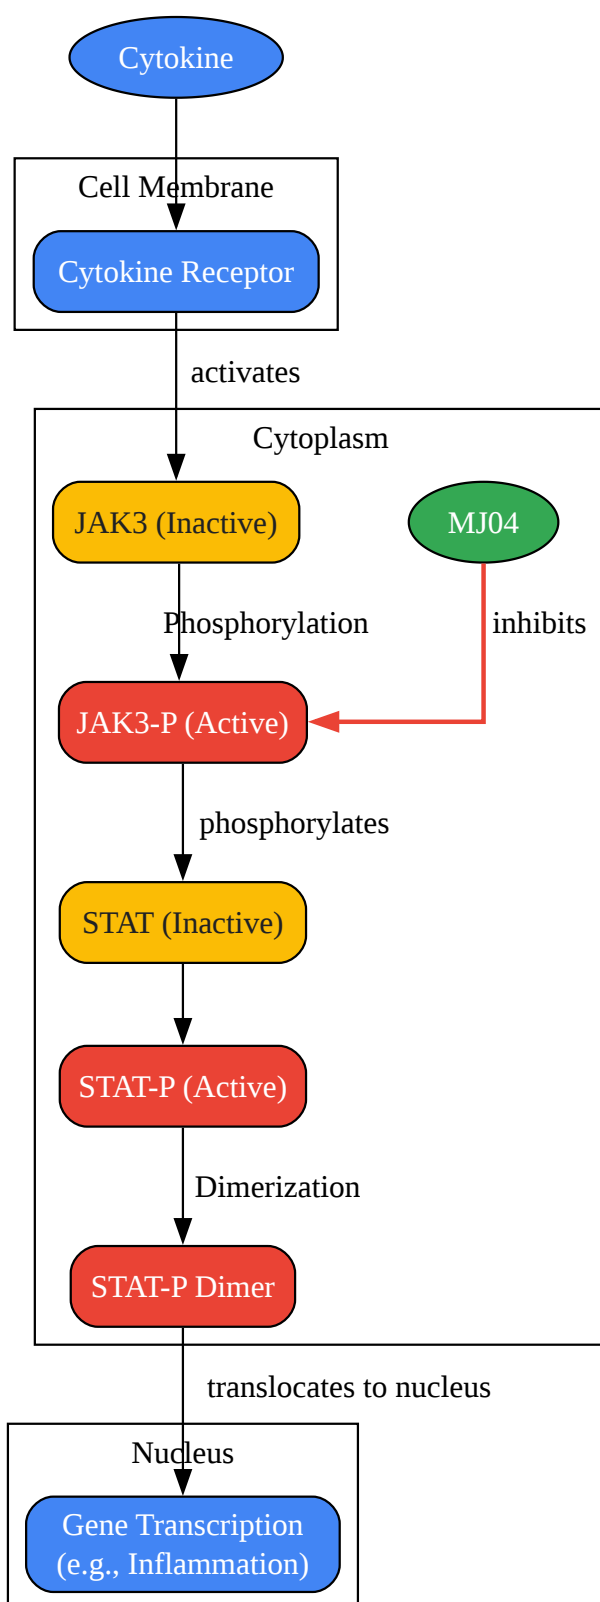 Cytokine
Cell Membrane
Cytokine Receptor
activates
Cytoplasm
JAK3 (Inactive)
MJ04
Phosphorylation
inhibits
JAK3-P (Active)
phosphorylates
STAT (Inactive)
STAT-P (Active)
Dimerization
STAT-P Dimer
translocates to nucleus
Nucleus
Gene Transcription
(e.g., Inflammation)